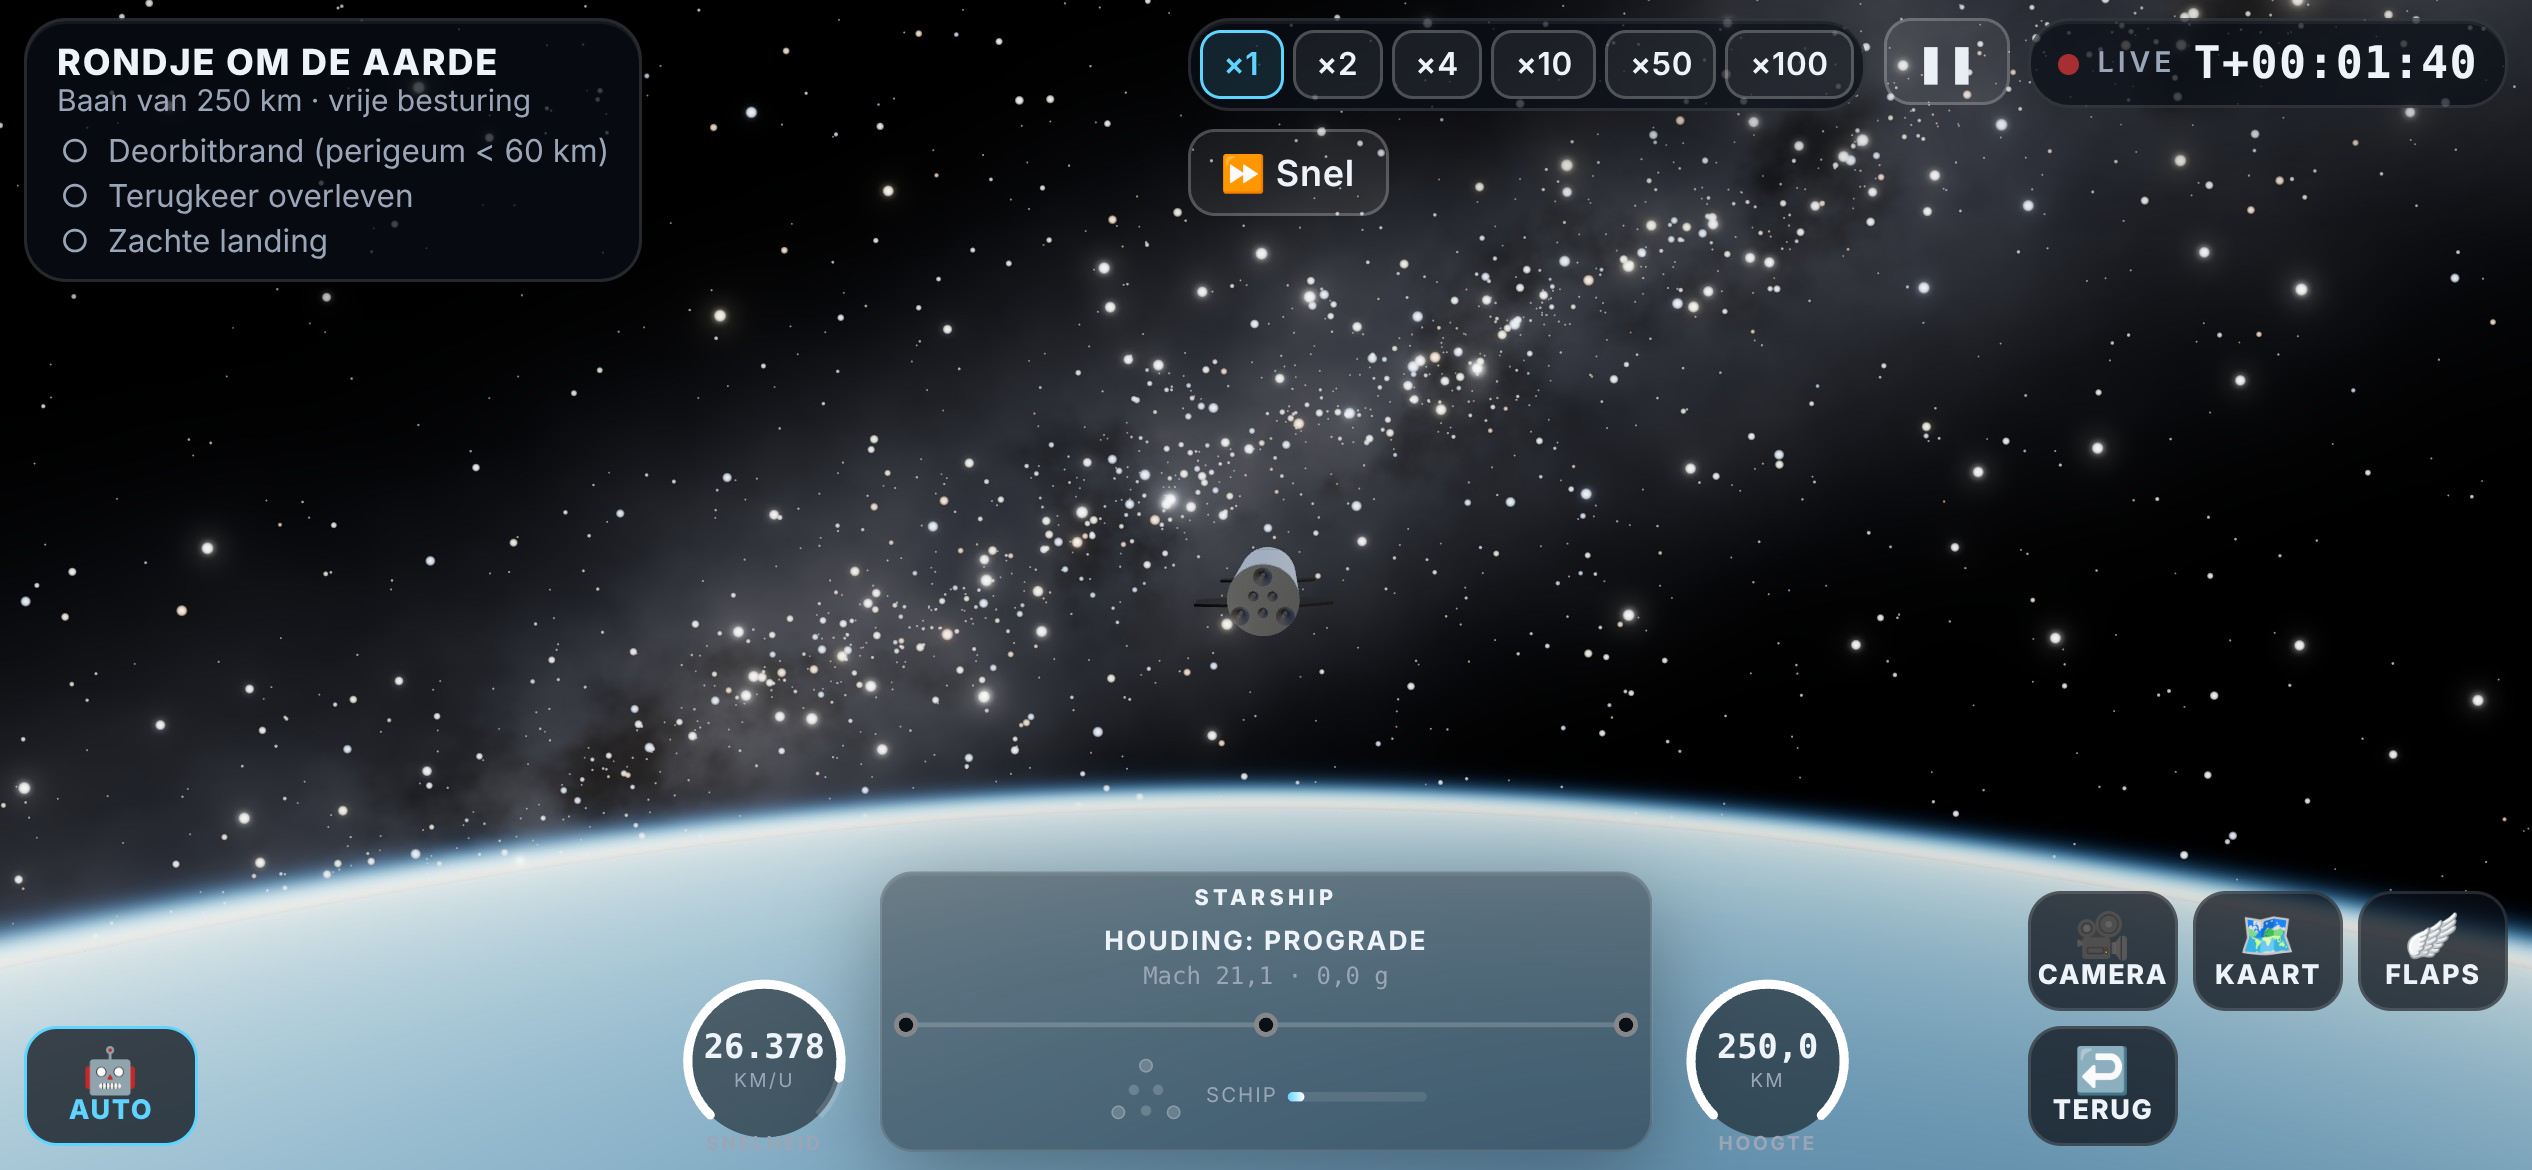 RONDJE OM DE AARDE
Baan van 250 km · vrije besturing
Deorbitbrand (perigeum < 60 km)
Terugkeer overleven
Zachte landing
×1 ×2 ×4 ×10 ×50 ×100
LIVE T+00:01:40
Snel
STARSHIP
HOUDING: PROGRADE
Mach 21,1 · 0,0 g
26.378
KM/U
SNELHEID
SCHIP
250,0
KM
HOOGTE
AUTO
CAMERA
KAART
FLAPS
TERUG